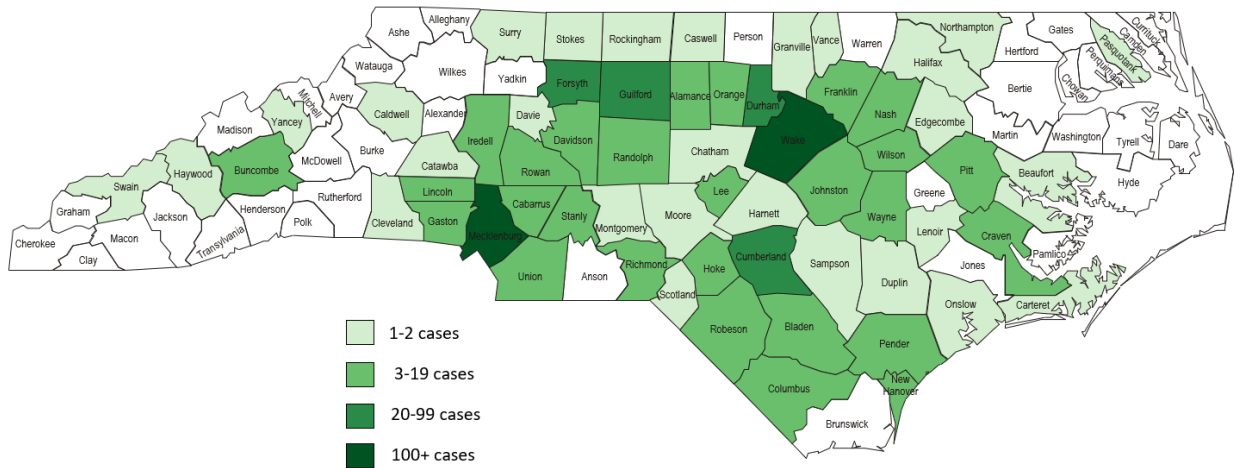 Alleghany
Ashe
Surry
Stokes
Rockingham
Caswell
Person
Granville
Vance
Warren
Northampton
Gates
Currituck
Camden
Pasquotank
Perquimans
Chowan
Hertford
Halifax
Bertie
Watauga
Wilkes
Yadkin
Forsyth
Guilford
Alamance
Orange
Durham
Franklin
Nash
Edgecombe
Martin
Washington
Tyrrell
Dare
Mitchell
Avery
Yancey
Caldwell
Alexander
Iredell
Davie
Davidson
Randolph
Chatham
Wake
Wilson
Pitt
Beaufort
Hyde
Madison
Buncombe
McDowell
Burke
Catawba
Rowan
Lee
Johnston
Greene
Wayne
Swain
Haywood
Rutherford
Lincoln
Cabarrus
Stanly
Montgomery
Moore
Harnett
Lenoir
Craven
Pamlico
Graham
Jackson
Henderson
Polk
Cleveland
Gaston
Mecklenburg
Cherokee
Macon
Transylvania
Clay
Union
Anson
Richmond
Scotland
Hoke
Cumberland
Sampson
Duplin
Jones
Onslow
Carteret
Robeson
Bladen
Pender
Columbus
New
Hanover
Brunswick
1-2 cases
3-19 cases
20-99 cases
100+ cases